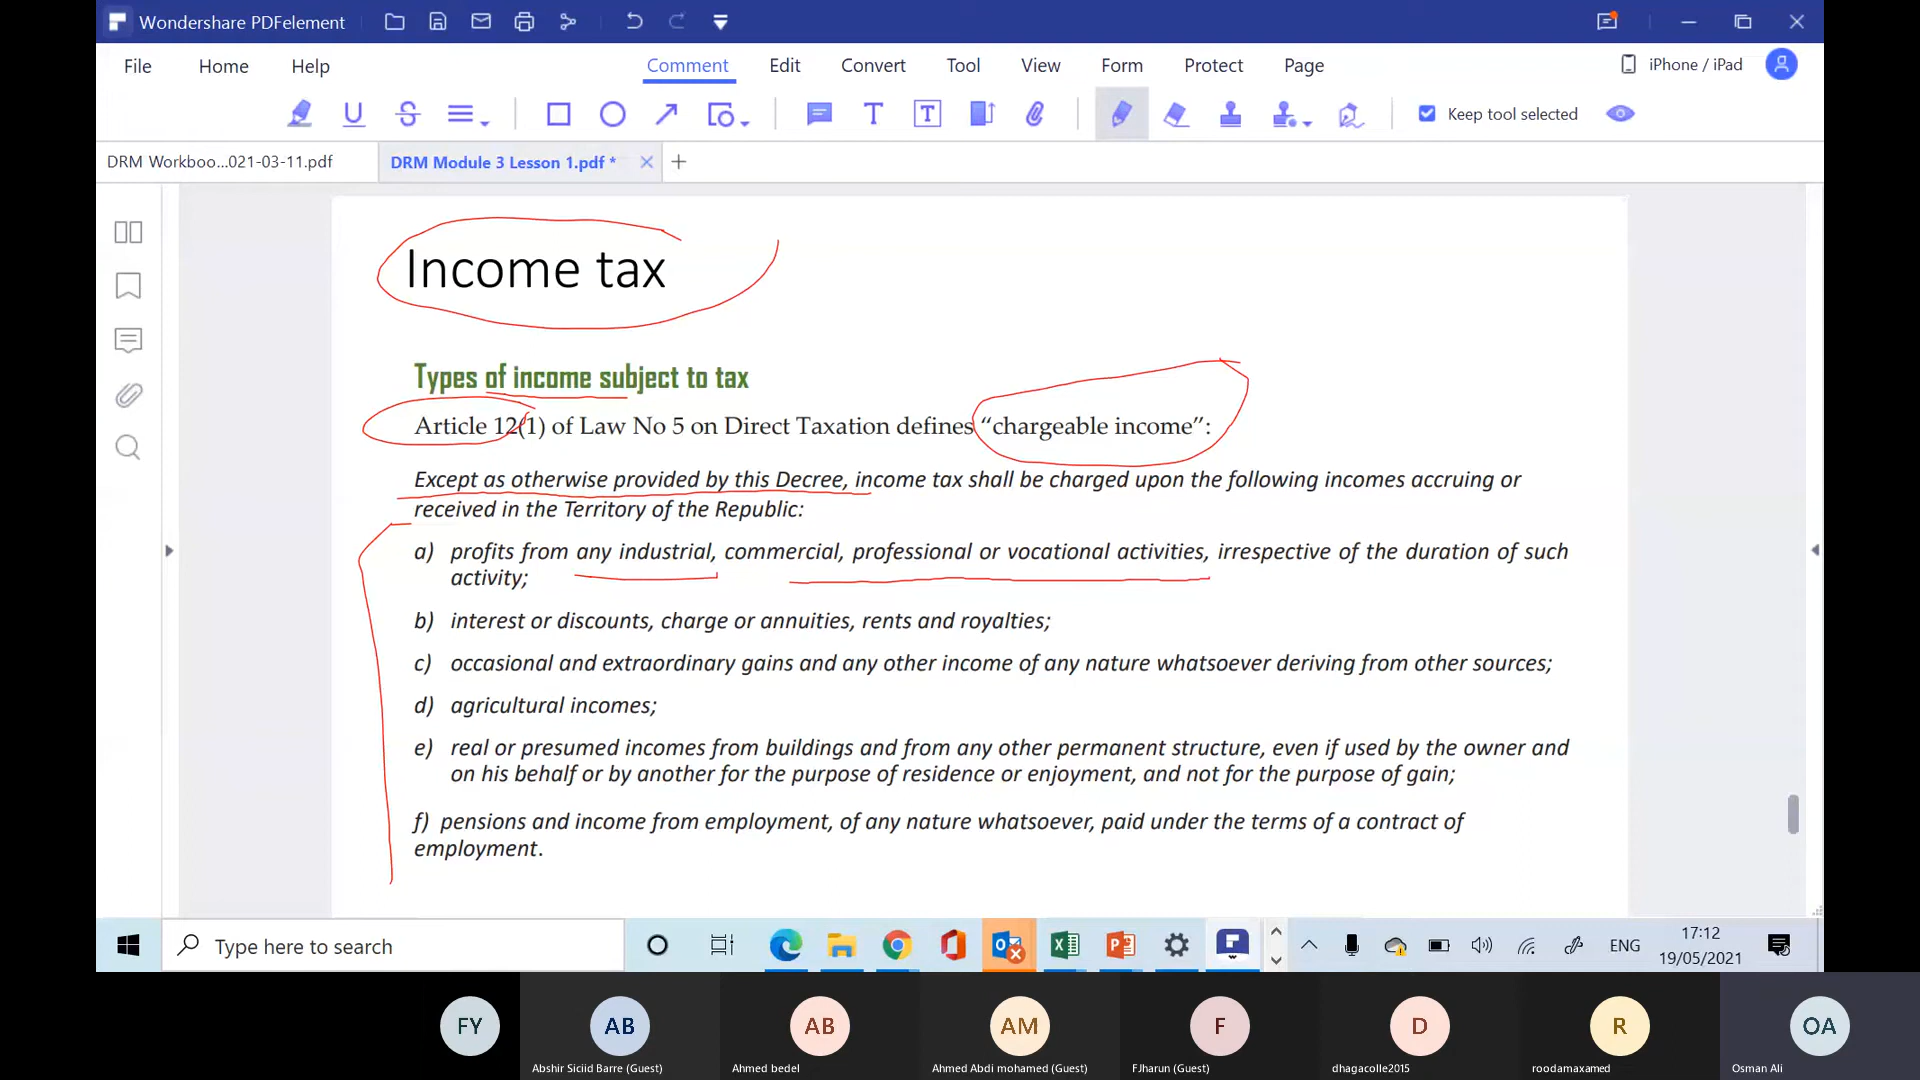 Wondershare PDFelement
File Home Help Comment Edit Convert Tool View Form Protect Page iPhone / iPad
Keep tool selected
DRM Workboo...021-03-11.pdf DRM Module 3 Lesson 1.pdf *
Income tax
Types of income subject to tax
Article 12(1) of Law No 5 on Direct Taxation defines “chargeable income”:
Except as otherwise provided by this Decree, income tax shall be charged upon the following incomes accruing or
received in the Territory of the Republic:
a) profits from any industrial, commercial, professional or vocational activities, irrespective of the duration of such
activity;
b) interest or discounts, charge or annuities, rents and royalties;
c) occasional and extraordinary gains and any other income of any nature whatsoever deriving from other sources;
d) agricultural incomes;
e) real or presumed incomes from buildings and from any other permanent structure, even if used by the owner and
on his behalf or by another for the purpose of residence or enjoyment, and not for the purpose of gain;
f) pensions and income from employment, of any nature whatsoever, paid under the terms of a contract of
employment.
Type here to search
ENG
17:12
19/05/2021
FY AB AB AM F D R OA
Abshir Siciid Barre (Guest) Ahmed bedel Ahmed Abdi mohamed (Guest) FJharun (Guest) dhagacolle2015 roodamaxamed Osman Ali